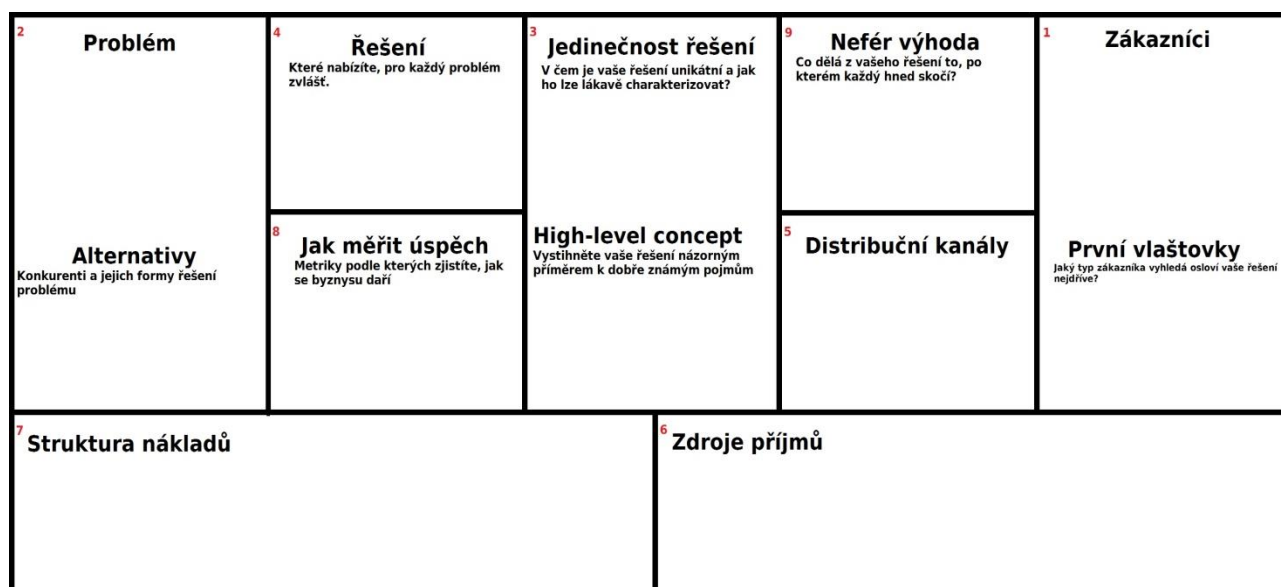 2
Problém
Alternativy
Konkurenti a jejich formy řešení
problému
4
Řešení
Které nabízíte, pro každý problém
zvlášť.
8
Jak měřit úspěch
Metriky podle kterých zjistíte, jak
se byznysu daří
3
Jedinečnost řešení
V čem je vaše řešení unikátní a jak
ho lze lákavě charakterizovat?
High-level concept
Vystihněte vaše řešení názorným
příměrem k dobře známým pojmům
9
Nefér výhoda
Co dělá z vašeho řešení to, po
kterém každý hned skočí?
5
Distribuční kanály
1
Zákazníci
První vlaštovky
Jaký typ zákazníka vyhledá osloví vaše řešení
nejdříve?
7
Struktura nákladů
6
Zdroje příjmů